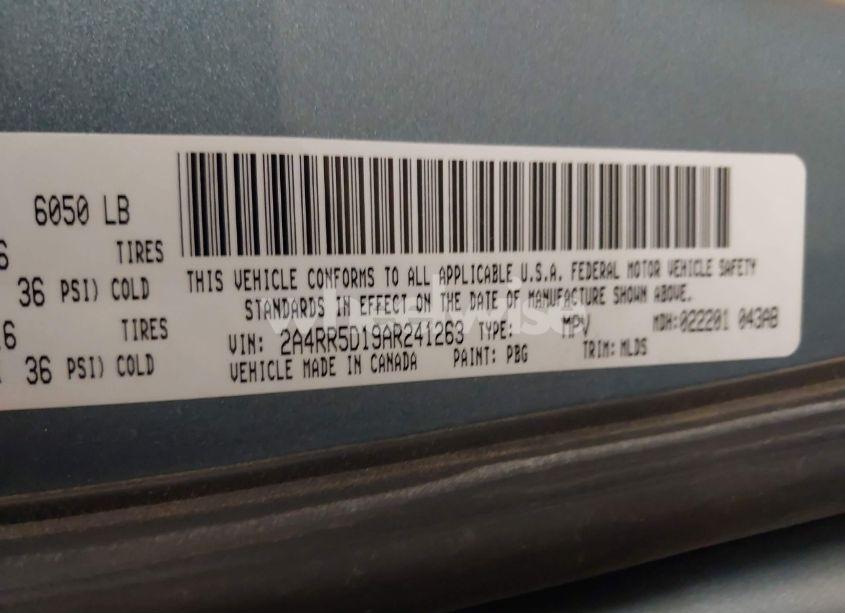 6050 LB
TIRES
36 PSI) COLD
TIRES
36 PSI) COLD
THIS VEHICLE CONFORMS TO ALL APPLICABLE U.S.A. FEDERAL MOTOR VEHICLE SAFETY
STANDARDS IN EFFECT ON THE DATE OF MANUFACTURE SHOWN ABOVE.
VIN: 2A4RR5D19AR241263 TYPE: MPV MDH:022201 043AB
VEHICLE MADE IN CANADA PAINT: PBG TRIM: MLDS